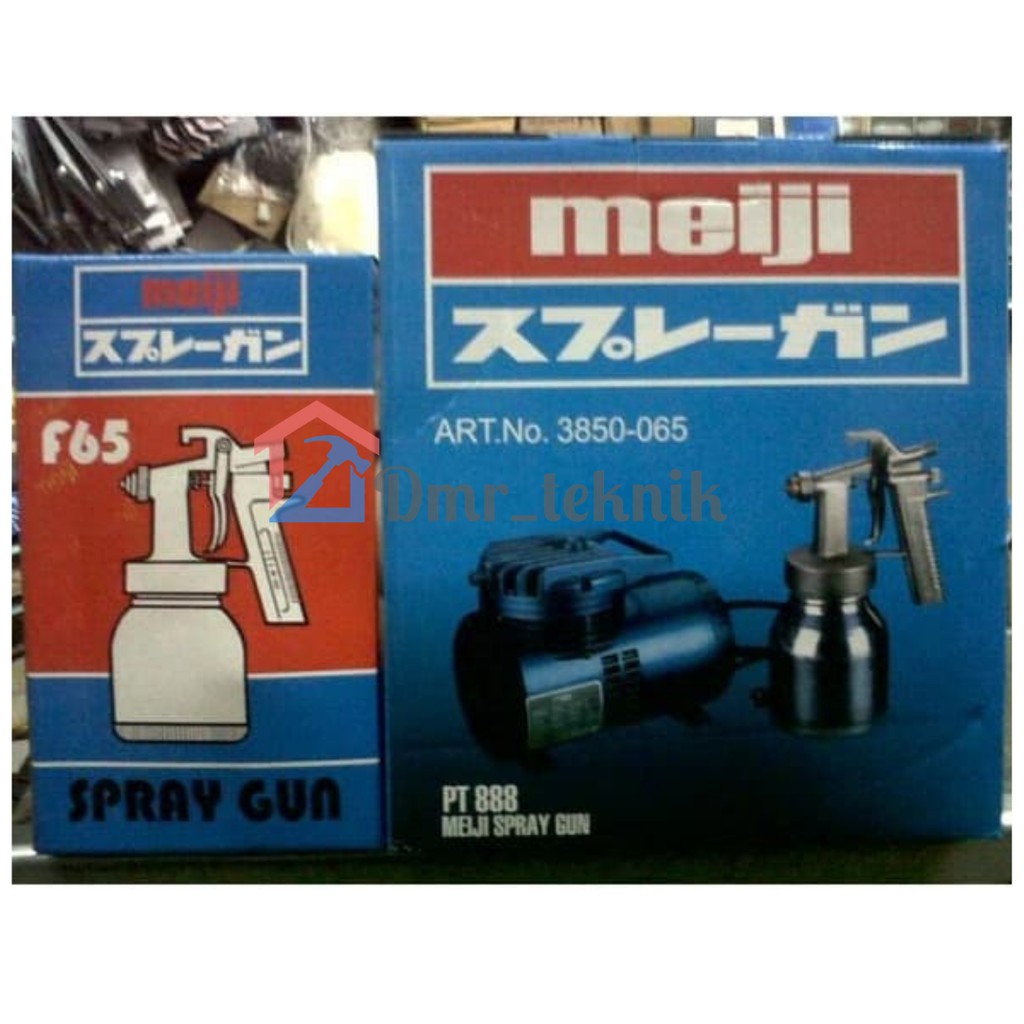 meiji
スプレーガン
F65
SPRAY GUN
meiji
スプレーガン
ART.No. 3850-065
PT 888
MEIJI SPRAY GUN
Dmr_teknik